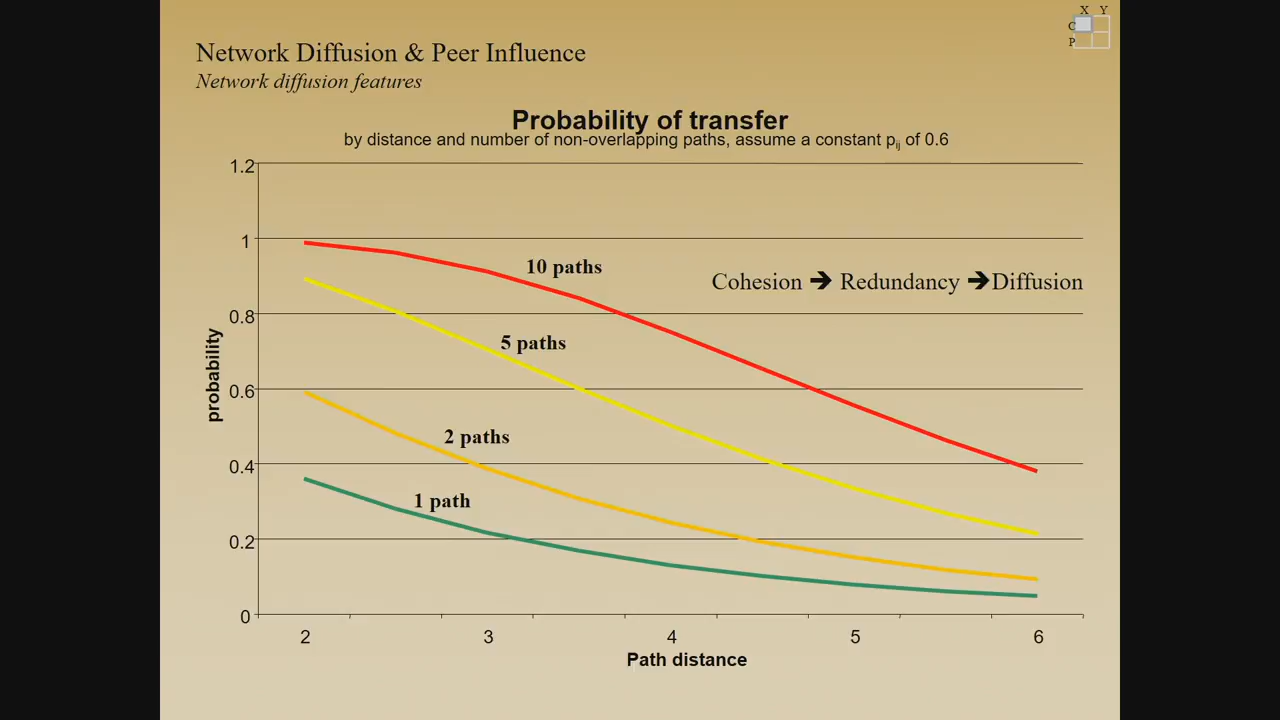 X Y
C
P
Network Diffusion & Peer Influence
Network diffusion features
Probability of transfer
by distance and number of non-overlapping paths, assume a constant pij of 0.6
1.2
1
0.8
0.6
0.4
0.2
0
probability
10 paths
Cohesion ➔ Redundancy ➔Diffusion
5 paths
2 paths
1 path
2 3 4 5 6
Path distance